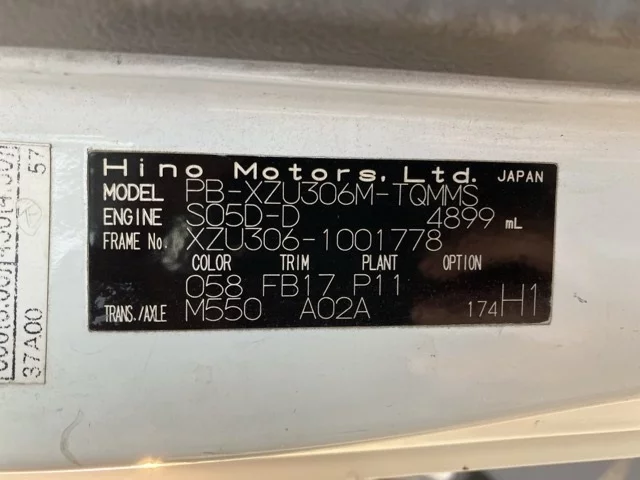 Hino Motors, Ltd. JAPAN
MODEL PB-XZU306M-TQMMS
ENGINE S05D-D 4899 mL
FRAME No. XZU306-1001778
COLOR TRIM PLANT OPTION
058 FB17 P11
TRANS./AXLE M550 A02A 174H1
57
37A00